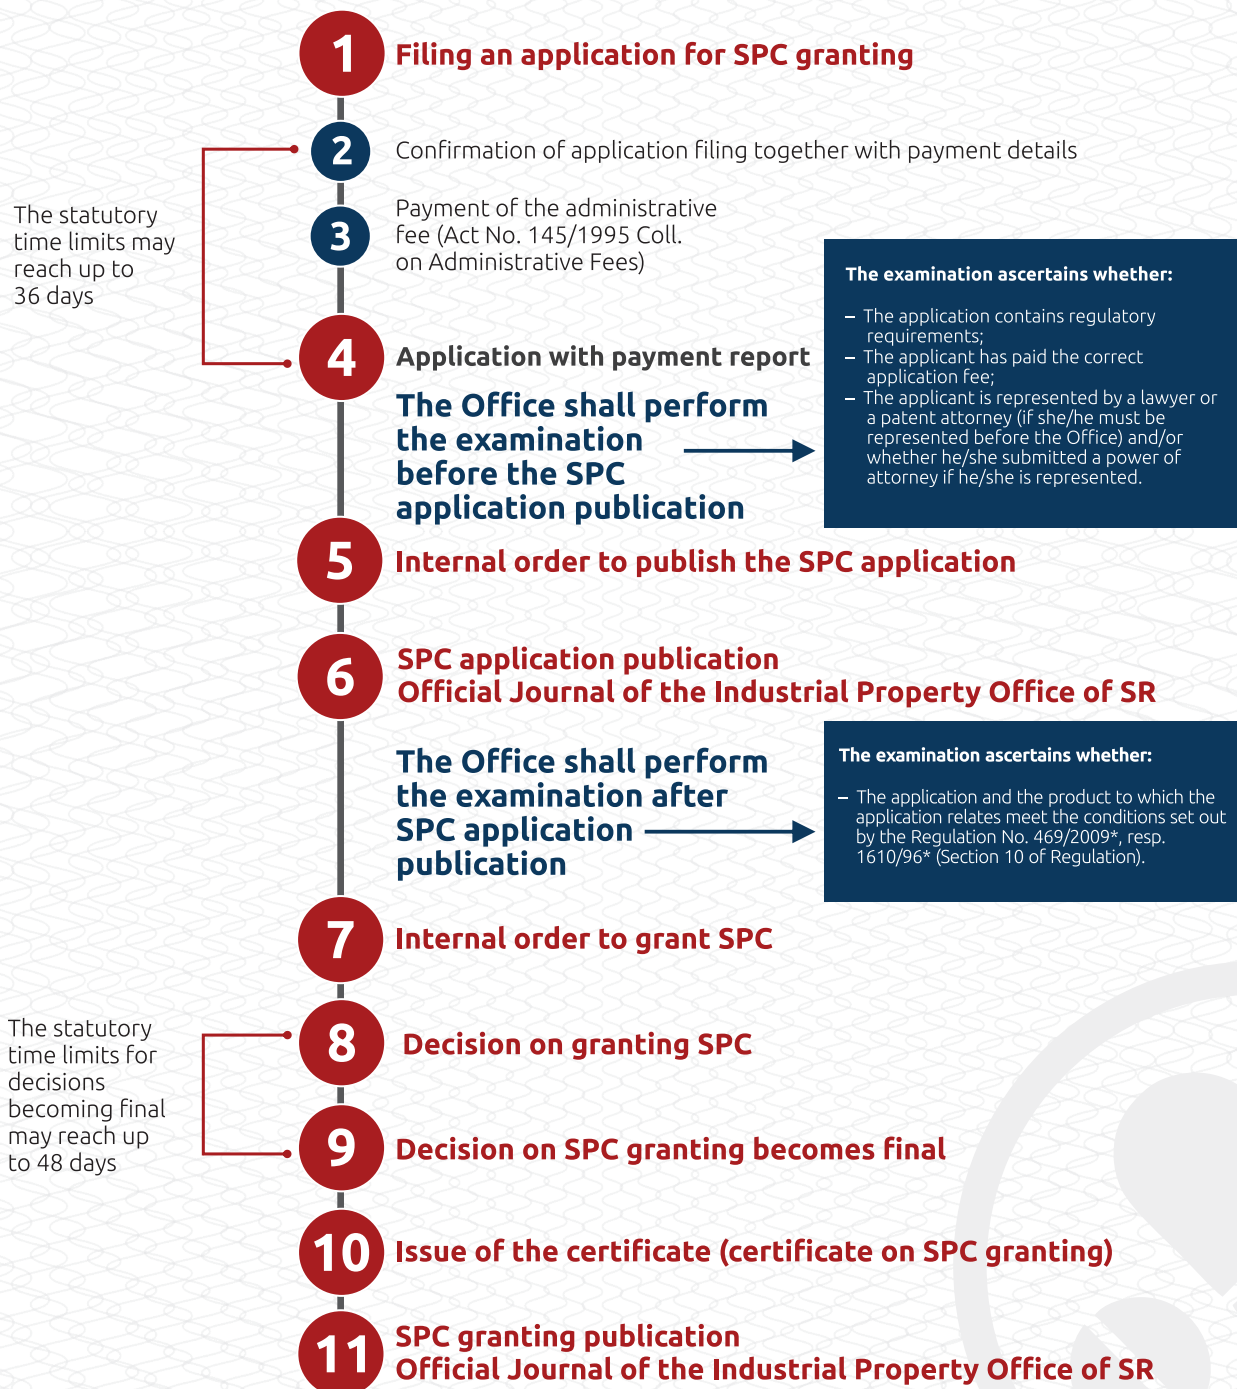 1
Filing an application for SPC granting
2
Confirmation of application filing together with payment details
The statutory
time limits may
reach up to
36 days
3
Payment of the administrative
fee (Act No. 145/1995 Coll.
on Administrative Fees)
4
Application with payment report
The Office shall perform
the examination
before the SPC
application publication
The examination ascertains whether:
– The application contains regulatory
requirements;
– The applicant has paid the correct
application fee;
– The applicant is represented by a lawyer or
a patent attorney (if she/he must be
represented before the Office) and/or
whether he/she submitted a power of
attorney if he/she is represented.
5
Internal order to publish the SPC application
6
SPC application publication
Official Journal of the Industrial Property Office of SR
The Office shall perform
the examination after
SPC application
publication
The examination ascertains whether:
– The application and the product to which the
application relates meet the conditions set out
by the Regulation No. 469/2009*, resp.
1610/96* (Section 10 of Regulation).
7
Internal order to grant SPC
The statutory
time limits for
decisions
becoming final
may reach up
to 48 days
8
Decision on granting SPC
9
Decision on SPC granting becomes final
10
Issue of the certificate (certificate on SPC granting)
11
SPC granting publication
Official Journal of the Industrial Property Office of SR